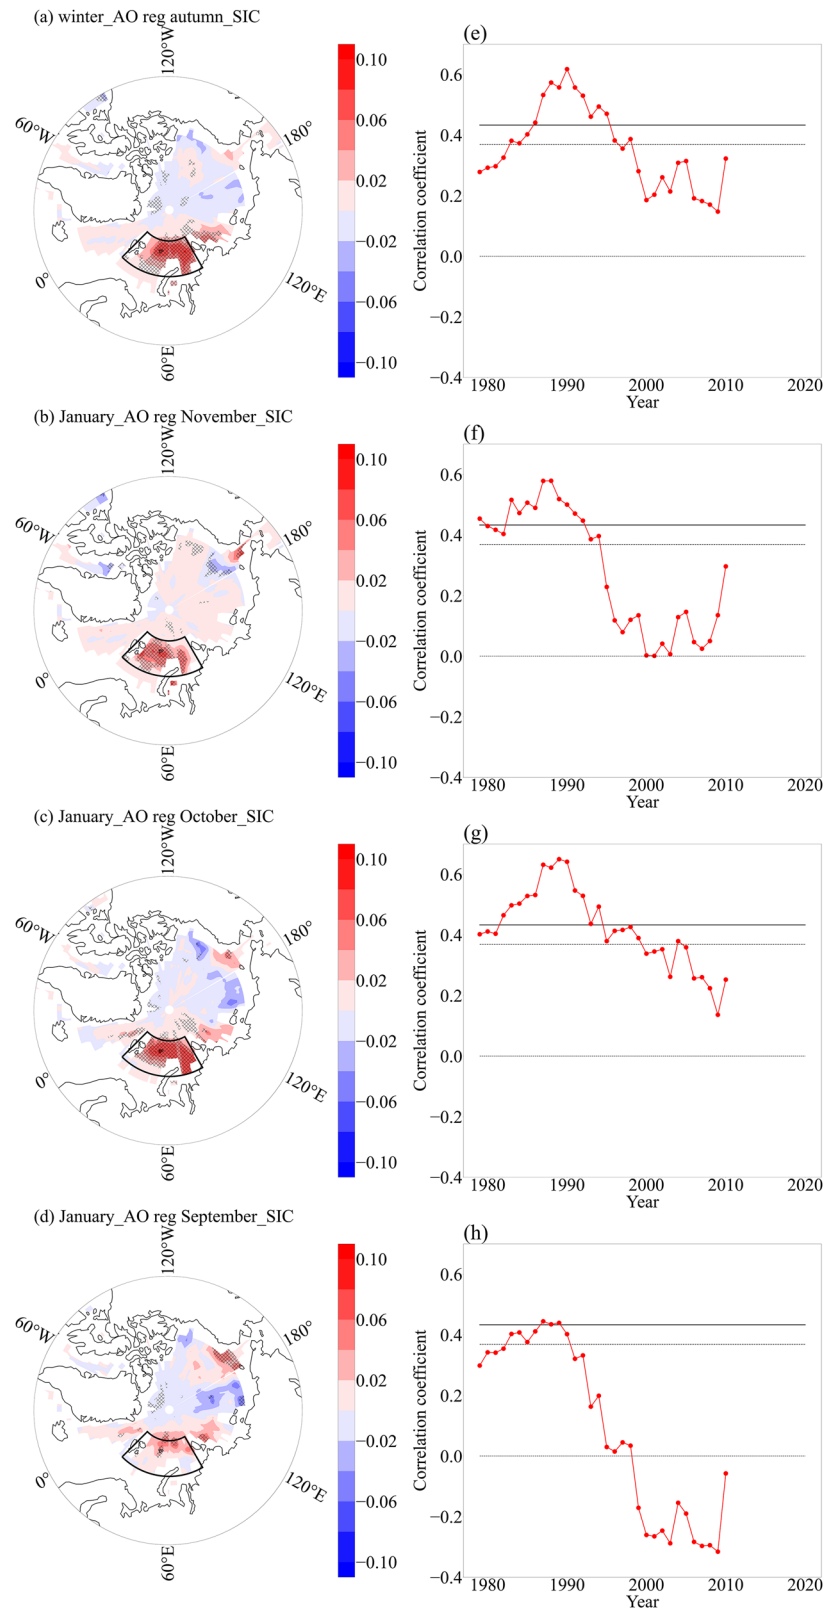 (a) winter_AO reg autumn_SIC
120°W
60°W
180°
0°
120°E
60°E
0.10
0.06
0.02
−0.02
−0.06
−0.10
(e)
Correlation coefficient
0.6
0.4
0.2
0.0
−0.2
−0.4
1980 1990 2000 2010 2020
Year
(b) January_AO reg November_SIC
120°W
60°W
180°
0°
120°E
60°E
0.10
0.06
0.02
−0.02
−0.06
−0.10
(f)
Correlation coefficient
0.6
0.4
0.2
0.0
−0.2
−0.4
1980 1990 2000 2010 2020
Year
(c) January_AO reg October_SIC
120°W
60°W
180°
0°
120°E
60°E
0.10
0.06
0.02
−0.02
−0.06
−0.10
(g)
Correlation coefficient
0.6
0.4
0.2
0.0
−0.2
−0.4
1980 1990 2000 2010 2020
Year
(d) January_AO reg September_SIC
120°W
60°W
180°
0°
120°E
60°E
0.10
0.06
0.02
−0.02
−0.06
−0.10
(h)
Correlation coefficient
0.6
0.4
0.2
0.0
−0.2
−0.4
1980 1990 2000 2010 2020
Year